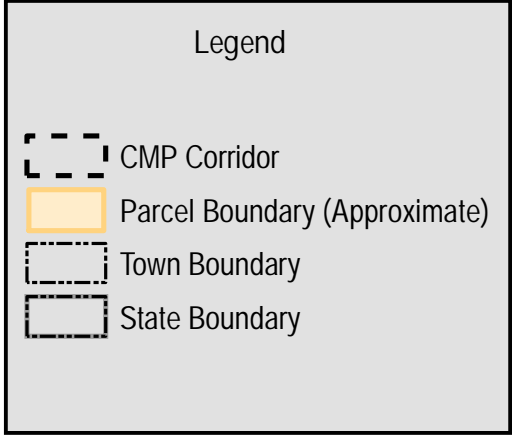 Legend
CMP Corridor
Parcel Boundary (Approximate)
Town Boundary
State Boundary